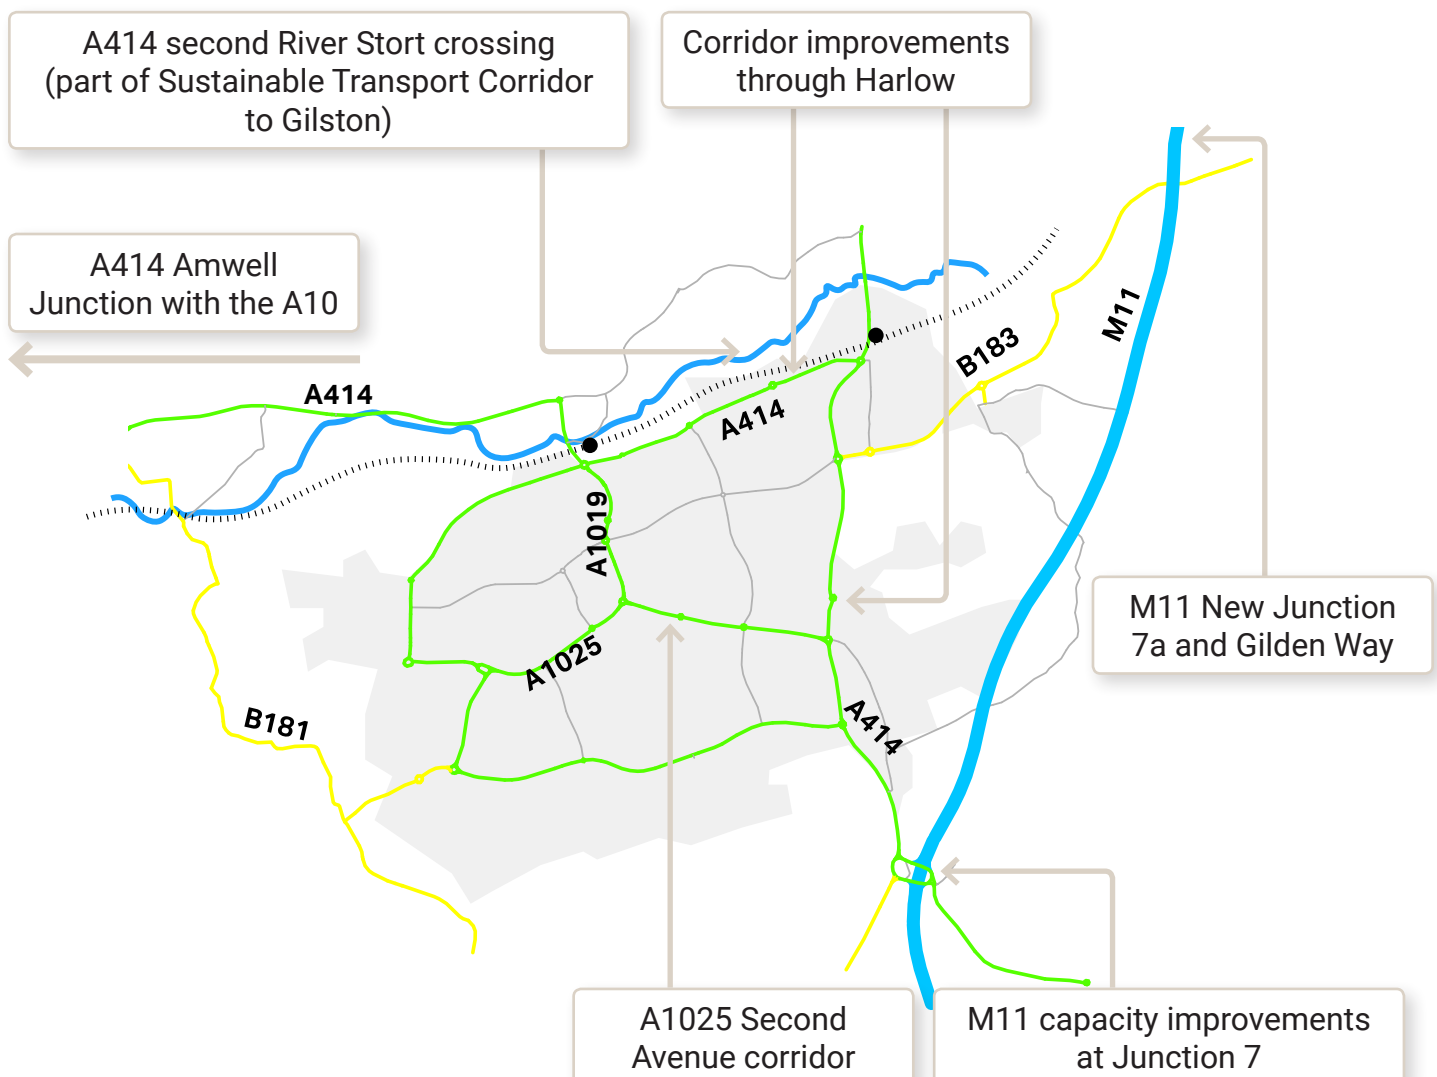 A414 second River Stort crossing
(part of Sustainable Transport Corridor
to Gilston)
Corridor improvements
through Harlow
A414 Amwell
Junction with the A10
A414
M11
B183
A414
A1019
M11 New Junction
7a and Gilden Way
A1025
B181
A414
A1025 Second
Avenue corridor
M11 capacity improvements
at Junction 7